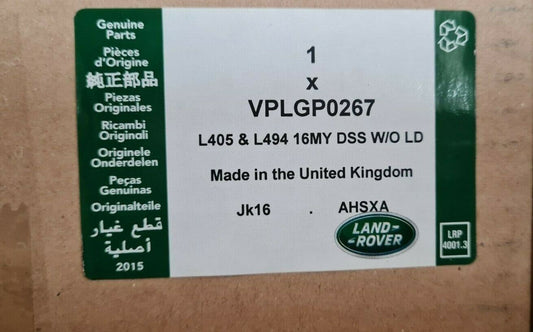 Genuine
Parts
Pièces
d'Origine
純正部品
Piezas
Originales
Ricambi
Originali
Originele
Onderdelen
Peças
Genuinas
Originalteile
قطع غيار
أصلية
2015
1
x
VPLGP0267
L405 & L494 16MY DSS W/O LD
Made in the United Kingdom
Jk16 . AHSXA
LAND-
-ROVER
LRP
4001.3